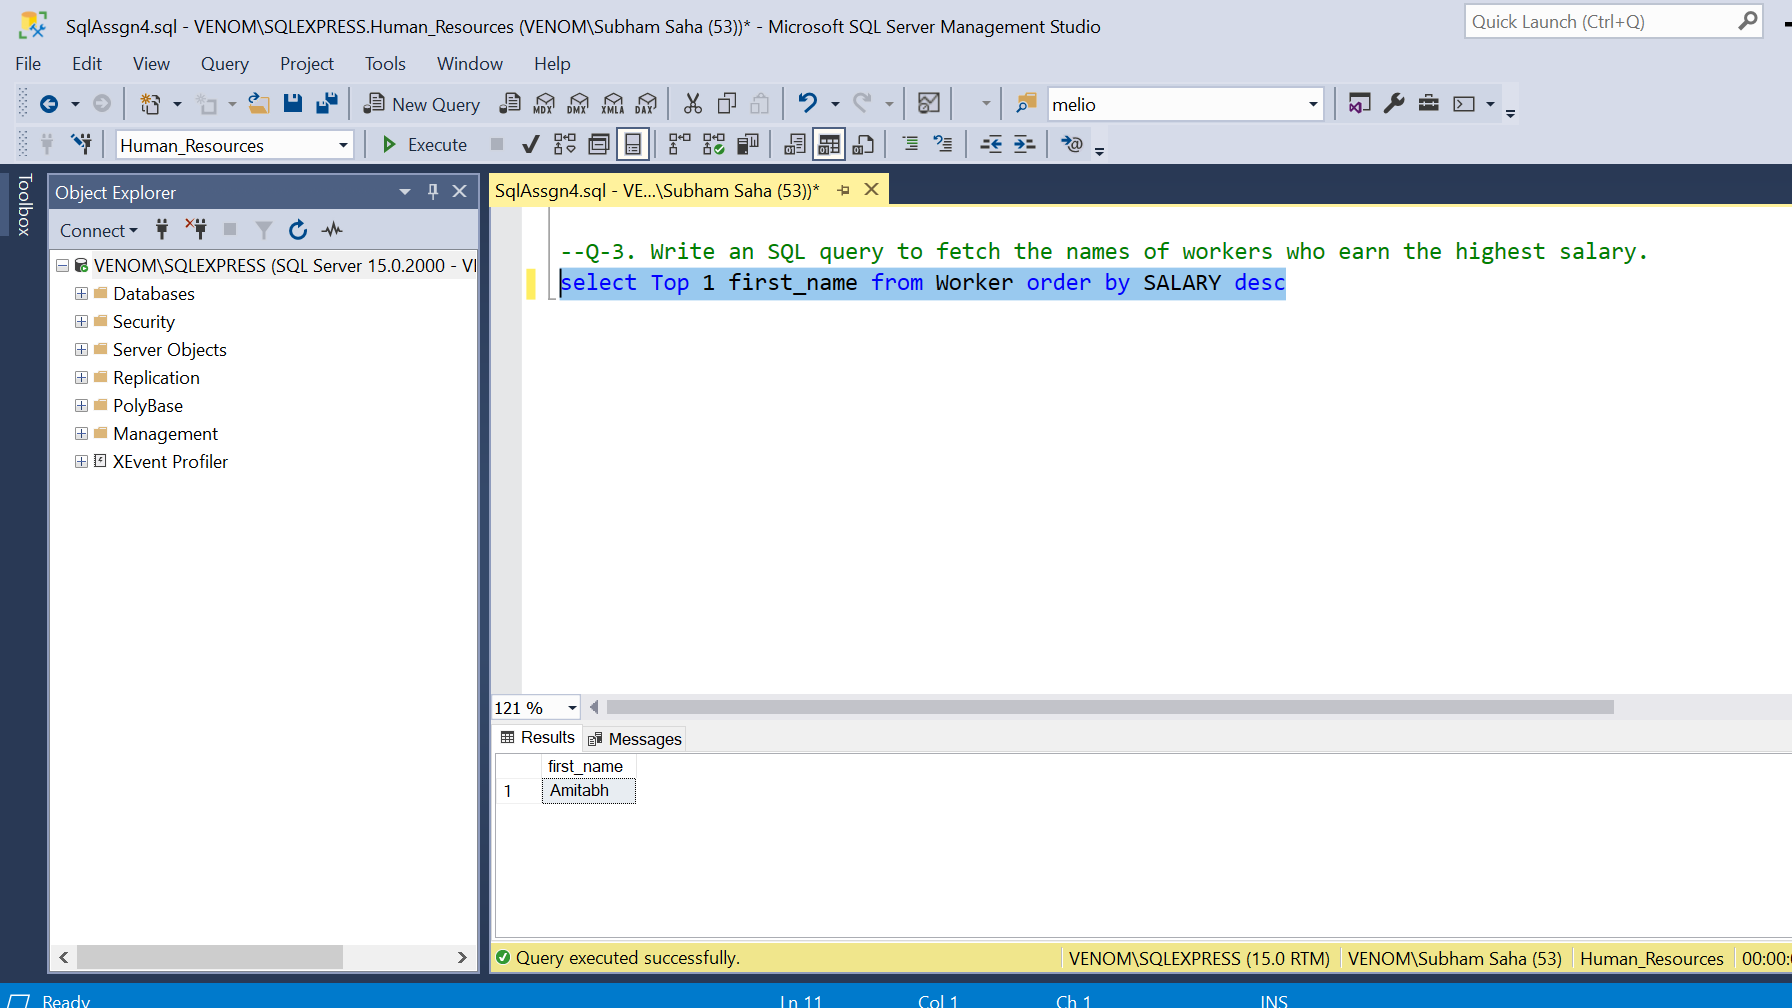 SqlAssgn4.sql - VENOM\SQLEXPRESS.Human_Resources (VENOM\Subham Saha (53))* - Microsoft SQL Server Management Studio
Quick Launch (Ctrl+Q)
File Edit View Query Project Tools Window Help
New Query MDX DMX XMLA DAX melio
Human_Resources Execute
Toolbox
Object Explorer
SqlAssgn4.sql - VE...\Subham Saha (53))*
Connect
VENOM\SQLEXPRESS (SQL Server 15.0.2000 - VI
Databases
Security
Server Objects
Replication
PolyBase
Management
XEvent Profiler
--Q-3. Write an SQL query to fetch the names of workers who earn the highest salary.
select Top 1 first_name from Worker order by SALARY desc
121 %
Results Messages
first_name
1 Amitabh
Query executed successfully. VENOM\SQLEXPRESS (15.0 RTM) VENOM\Subham Saha (53) Human_Resources 00:00:
Ready Ln 11 Col 1 Ch 1 INS